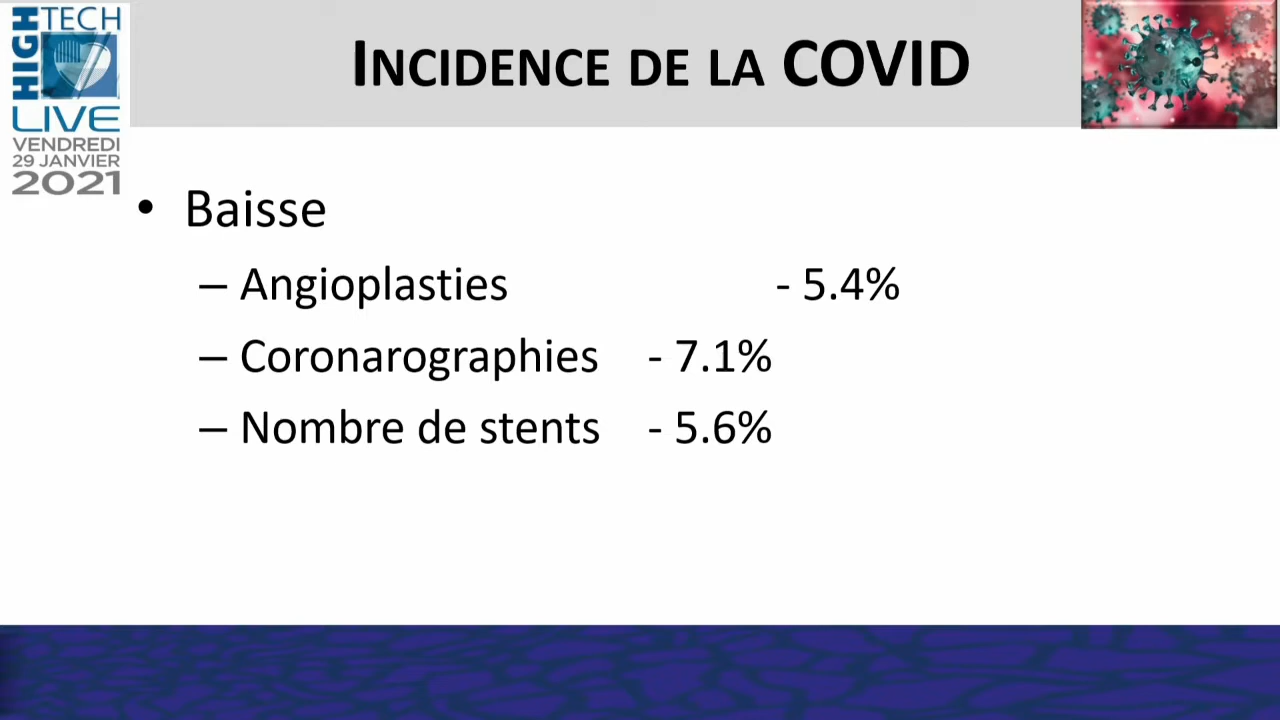 HIGH TECH
LIVE
VENDREDI
29 JANVIER
2021
INCIDENCE DE LA COVID
• Baisse
– Angioplasties - 5.4%
– Coronarographies - 7.1%
– Nombre de stents - 5.6%